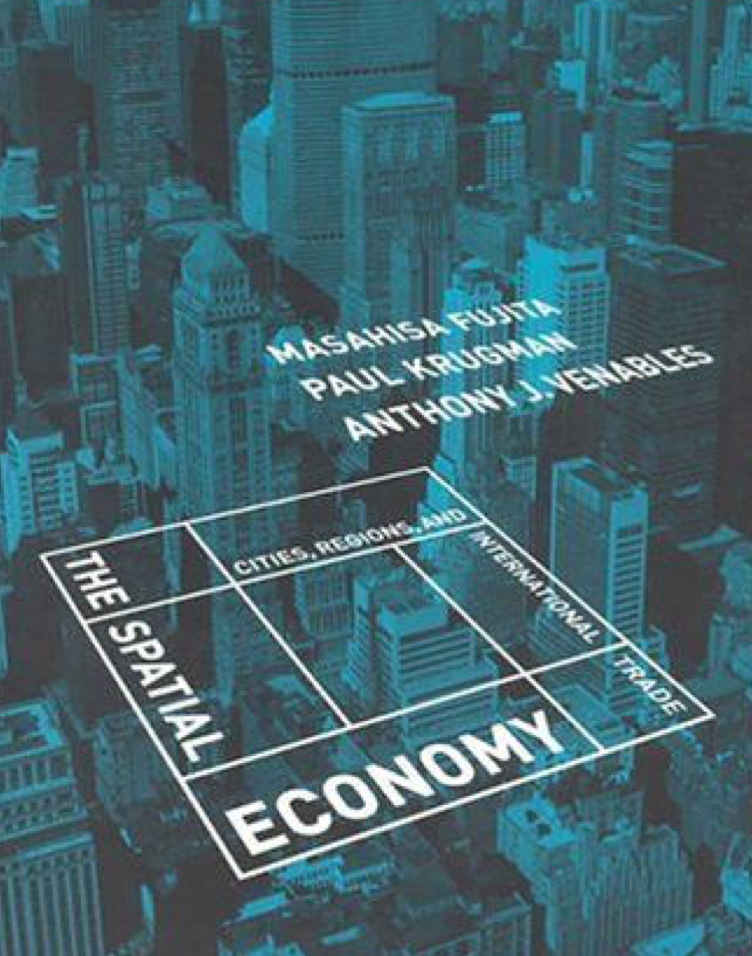 MASAHISA FUJITA
PAUL KRUGMAN
ANTHONY J. VENABLES
THE SPATIAL
ECONOMY
CITIES, REGIONS, AND
INTERNATIONAL
TRADE